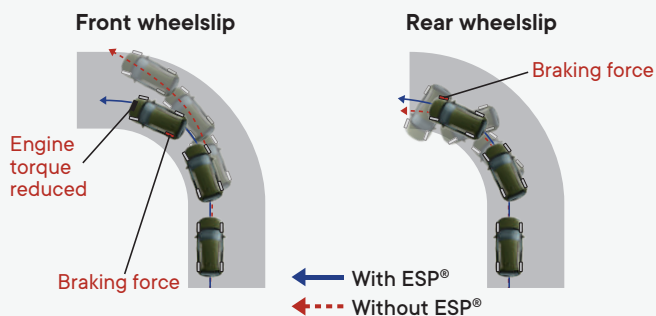 Front wheelslip
Rear wheelslip
Braking force
Engine
torque
reduced
Braking force
With ESP®
Without ESP®